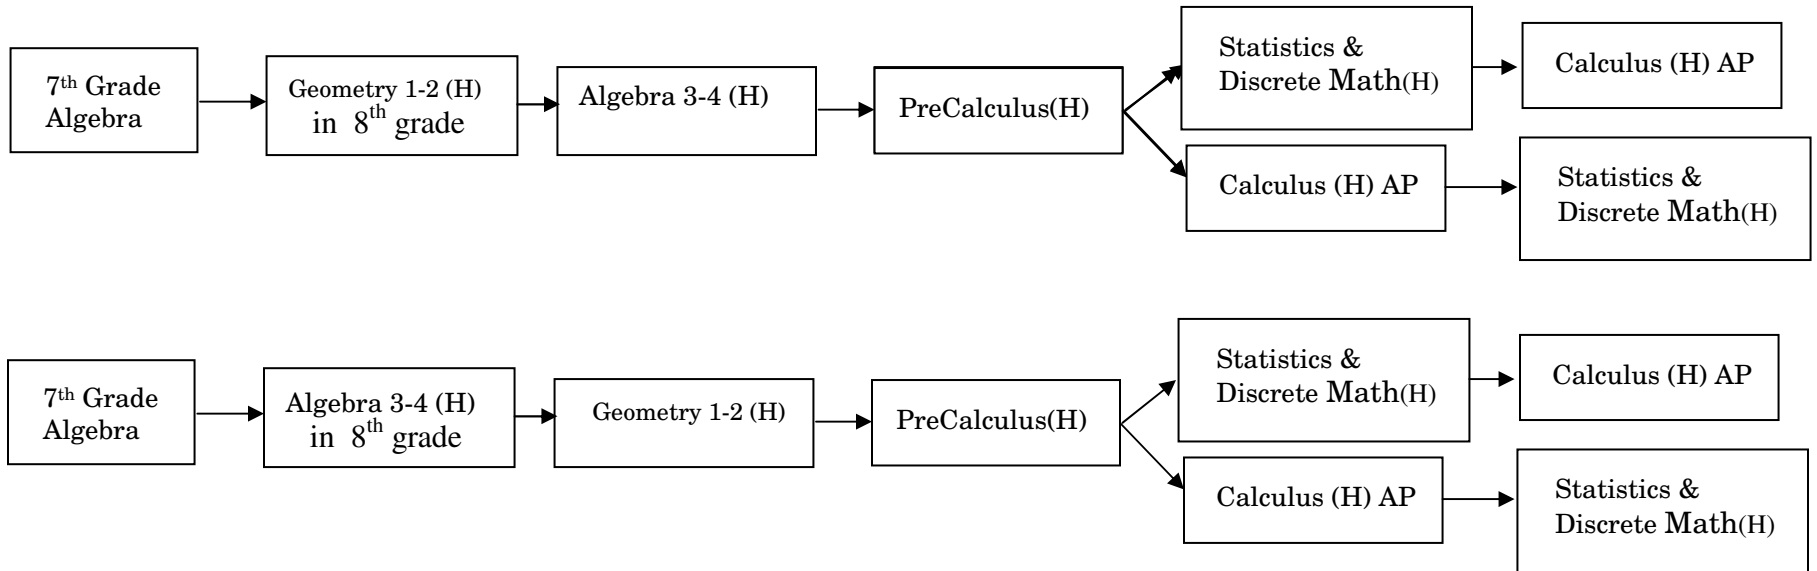 7th Grade
Algebra
Geometry 1-2 (H)
in 8th grade
Algebra 3-4 (H)
PreCalculus(H)
Statistics &
Discrete Math(H)
Calculus (H) AP
Calculus (H) AP
Statistics &
Discrete Math(H)
7th Grade
Algebra
Algebra 3-4 (H)
in 8th grade
Geometry 1-2 (H)
PreCalculus(H)
Statistics &
Discrete Math(H)
Calculus (H) AP
Calculus (H) AP
Statistics &
Discrete Math(H)